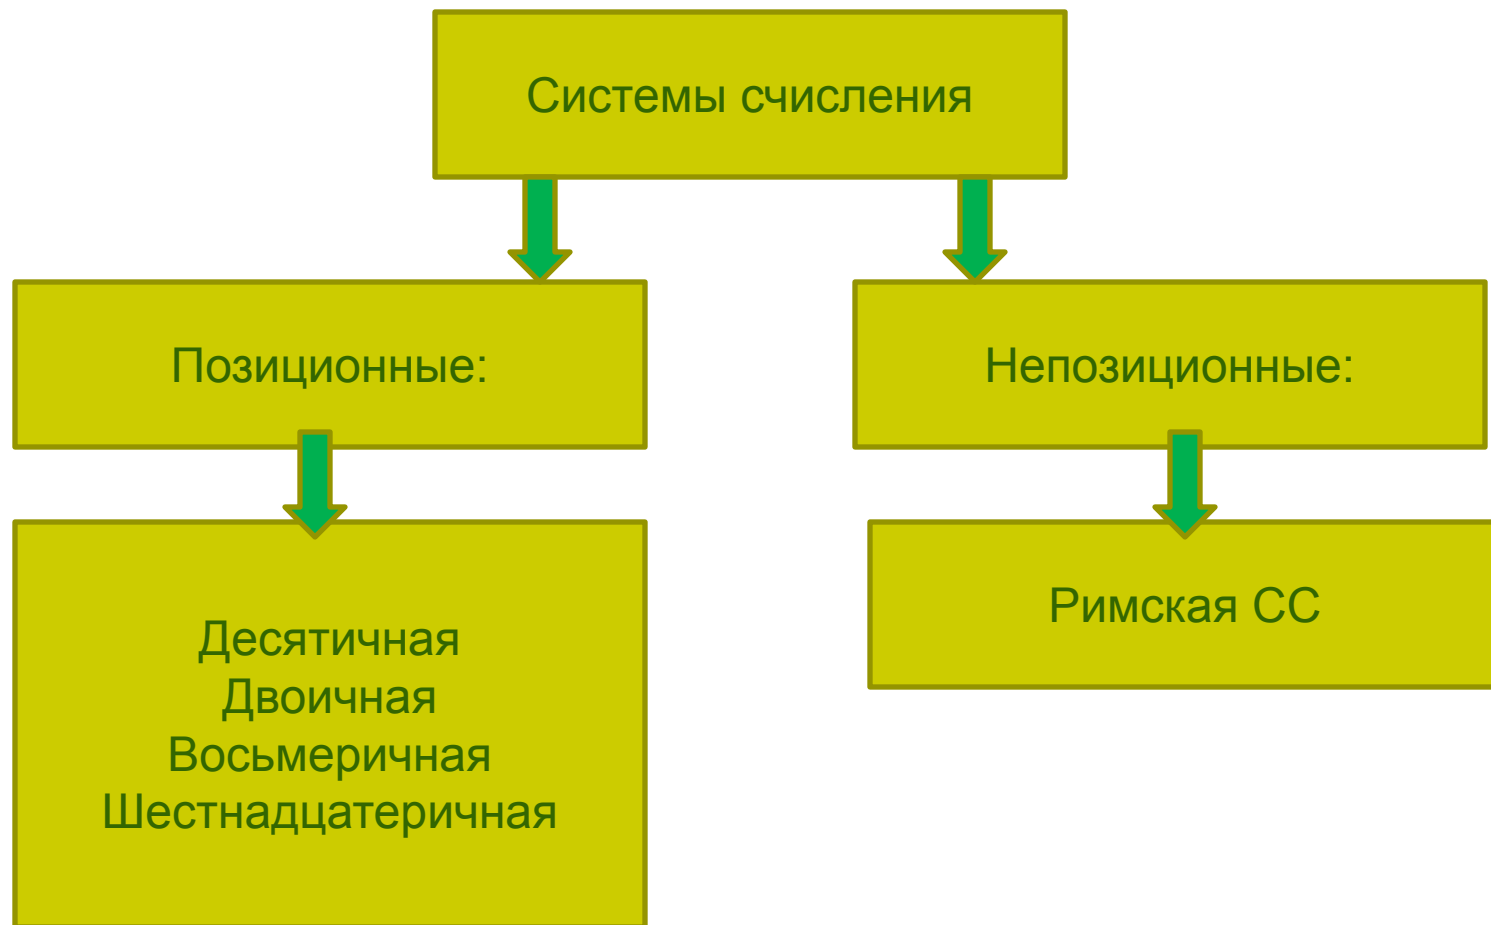 Системы счисления
Позиционные:
Непозиционные:
Десятичная
Двоичная
Восьмеричная
Шестнадцатеричная
Римская СС